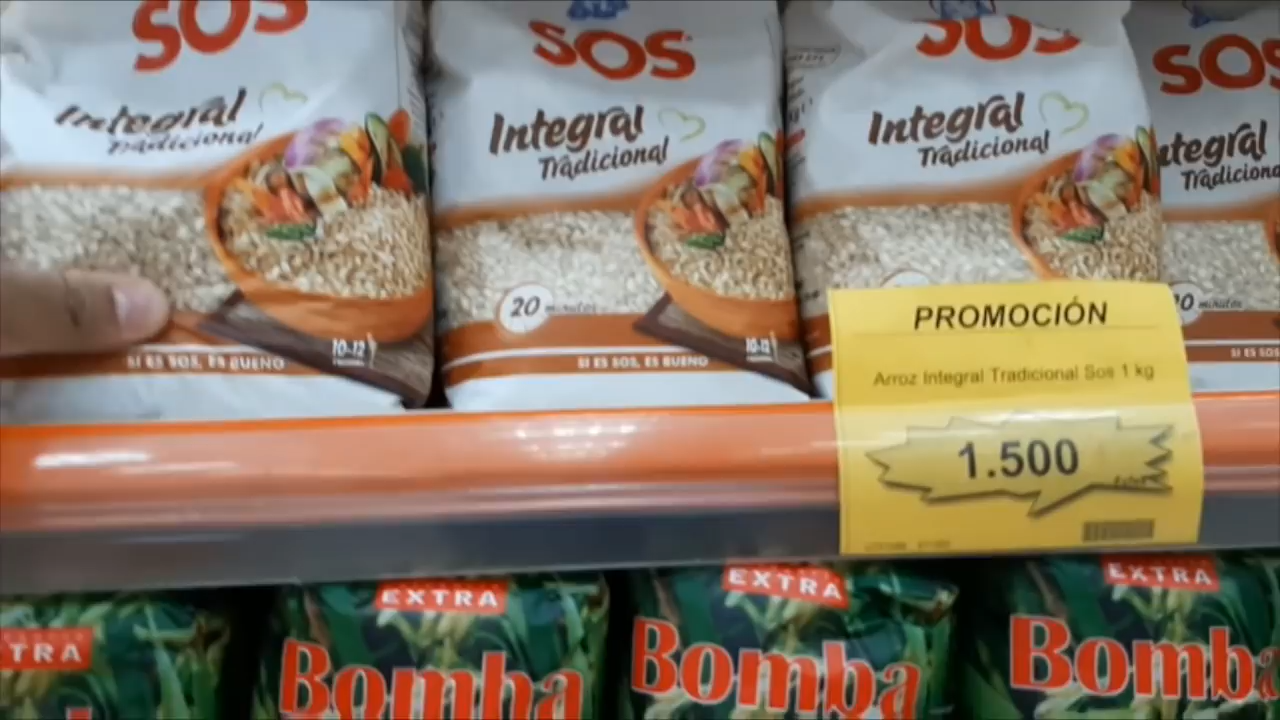 SOS
Integral
Tradicional
10-12
SI ES SOS, ES BUENO
SOS
Integral
Tradicional
20 minutos
10-12
SI ES SOS, ES BUENO
SOS
Integral
Tradicional
SOS
Integral
Tradicional
minutos
SI ES SOS
PROMOCIÓN
Arroz Integral Tradicional Sos 1 kg
1.500
EXTRA
EXTRA
Bomba
EXTRA
Bomba
EXTRA
Bomba